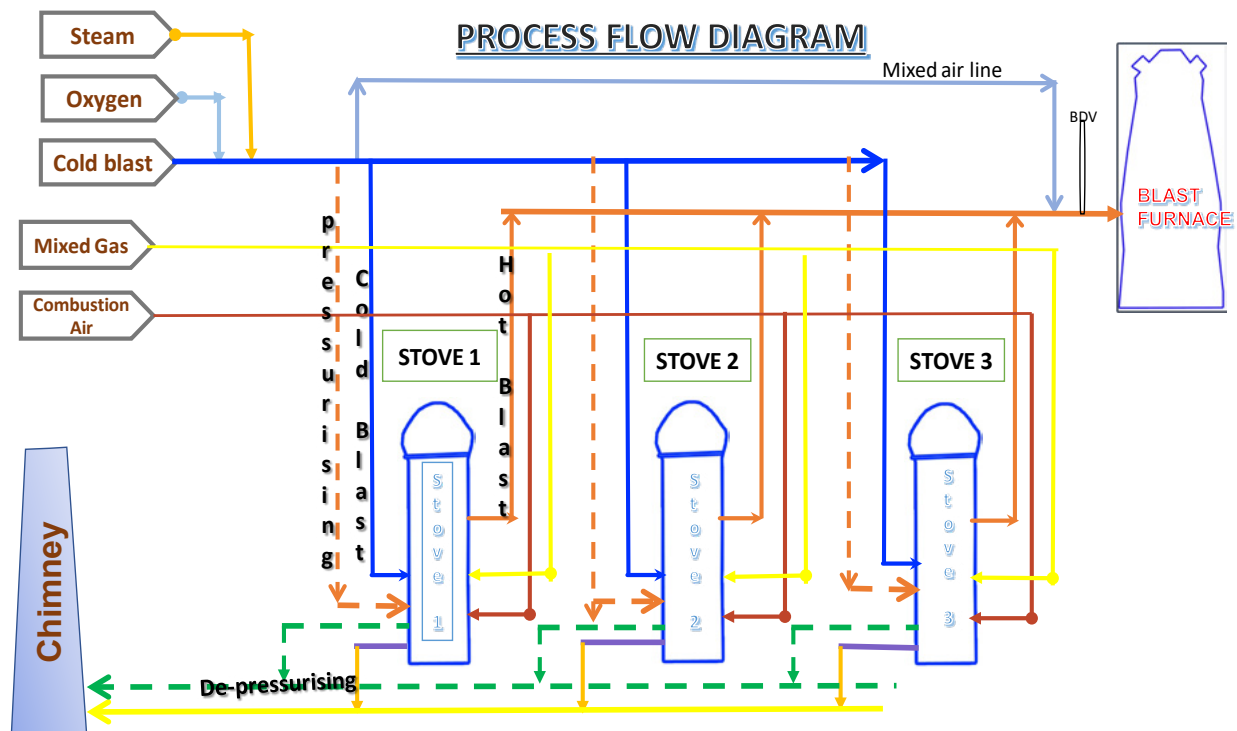 PROCESS FLOW DIAGRAM
Steam
Oxygen
Cold blast
Mixed Gas
Combustion
Air
Mixed air line
BDV
BLAST
FURNACE
pressurising
Cold Blast
Hot Blast
STOVE 1
STOVE 2
STOVE 3
Stove 1
Stove 2
Stove 3
Chimney
De-pressurising